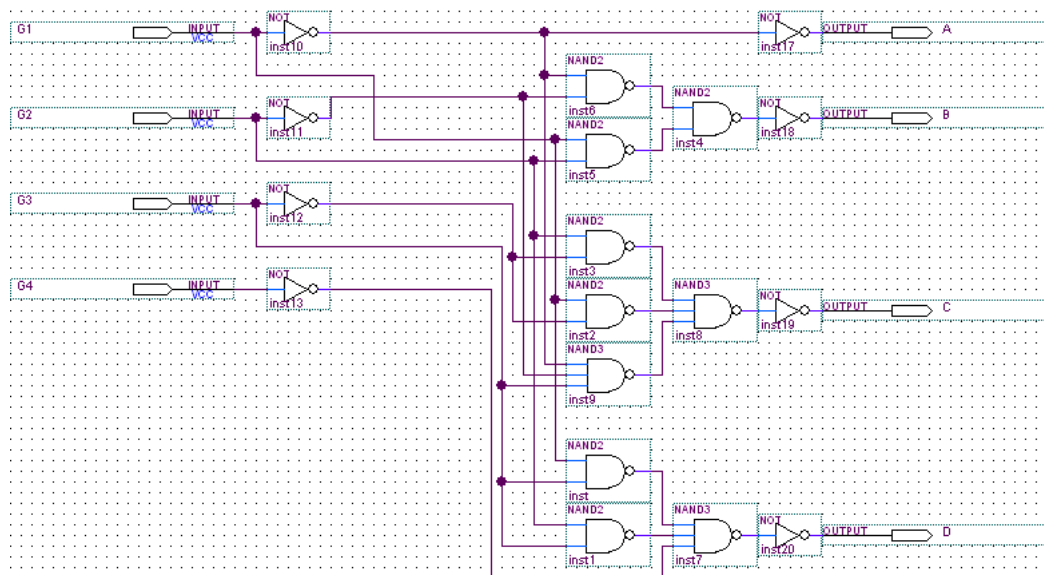 G1 INPUT VCC NOT inst10 NOT inst17 OUTPUT A
NAND2 inst6
G2 INPUT VCC NOT inst11 NAND2 inst4 NOT inst18 OUTPUT B
NAND2 inst5
G3 INPUT VCC NOT inst12
NAND2 inst3
G4 INPUT VCC NOT inst13
NAND2 inst2 NAND3 inst8 NOT inst19 OUTPUT C
NAND3 inst9
NAND2 inst
NAND2 inst1 NAND3 inst7 NOT inst20 OUTPUT D